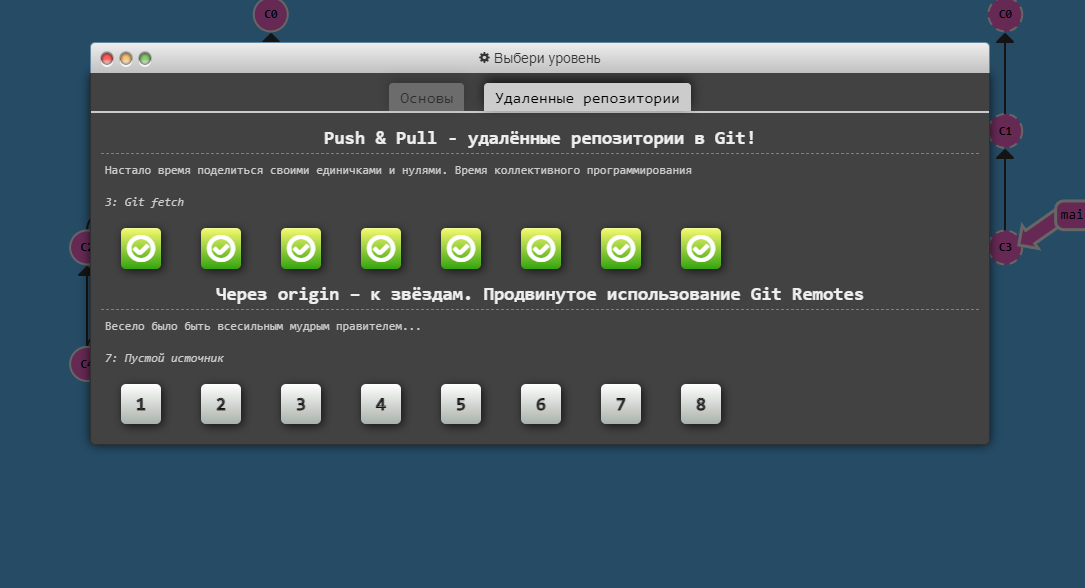 C0
C0
Выбери уровень
Основы
Удаленные репозитории
Push & Pull - удалённые репозитории в Git!
C1
Настало время поделиться своими единичками и нулями. Время коллективного программирования
3: Git fetch
mai
C3
Через origin – к звёздам. Продвинутое использование Git Remotes
Весело было быть всесильным мудрым правителем...
7: Пустой источник
1 2 3 4 5 6 7 8